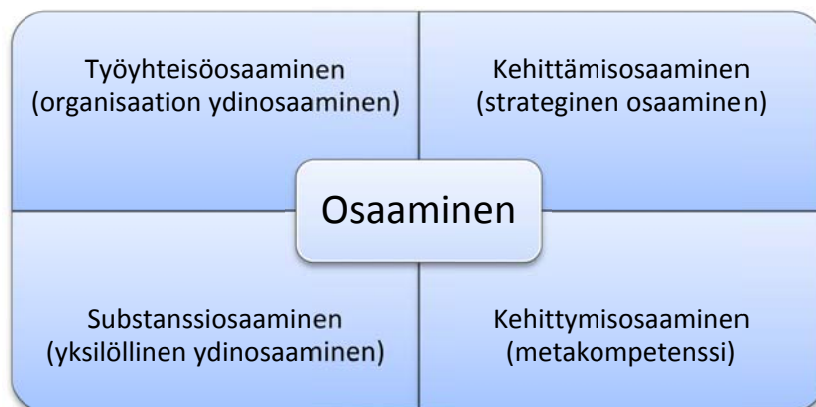 Työyhteisöosaaminen
(organisaation ydinosaaminen)
Kehittämisosaaminen
(strateginen osaaminen)
Osaaminen
Substanssiosaaminen
(yksilöllinen ydinosaaminen)
Kehittymisosaaminen
(metakompetenssi)